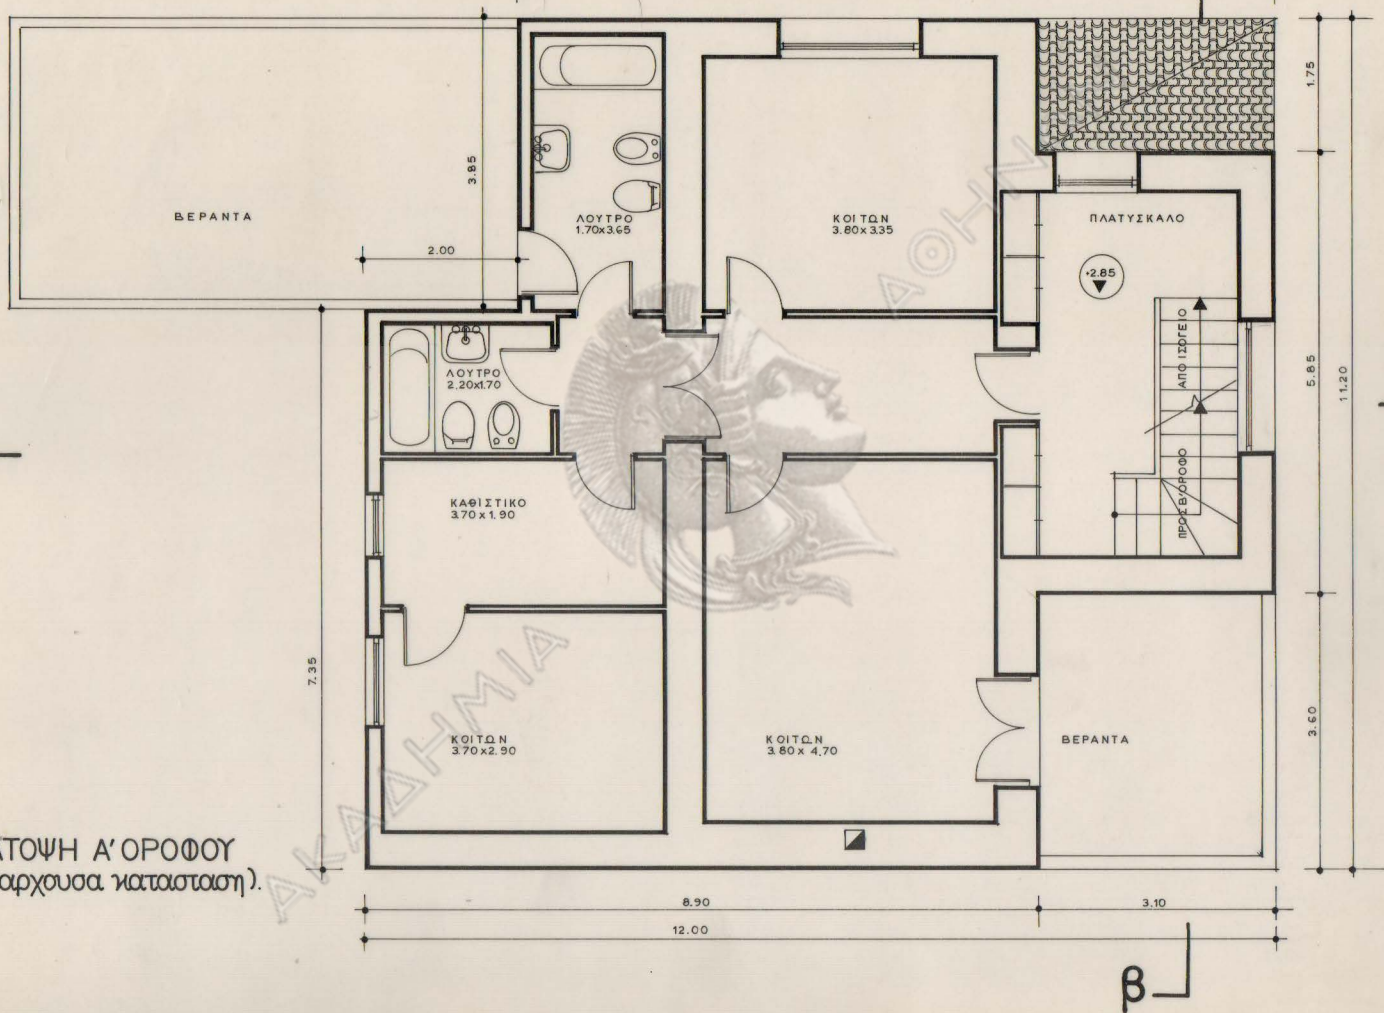 1.75
3.85
ΒΕΡΑΝΤΑ
ΛΟΥΤΡΟ
1.70x3.65
ΚΟΙΤΩΝ
3.80x3.35
ΠΛΑΤΥΣΚΑΛΟ
2.00
+2.85
ΑΠΟ ΙΣΟΓΕΙΟ
5.85
11.20
ΛΟΥΤΡΟ
2.20x1.70
ΠΡΟΣ Β'ΟΡΟΦΟ
ΚΑΘΙΣΤΙΚΟ
3.70x1.90
7.35
ΚΟΙΤΩΝ
3.70x2.90
ΚΟΙΤΩΝ
3.80x4.70
ΒΕΡΑΝΤΑ
3.60
ΑΤΟΨΗ Α' ΟΡΟΦΟΥ
αρχουσα κατασταση).
8.90
3.10
12.00
β
ΑΚΑΔΗΜΙΑ
ΑΘΗΝ